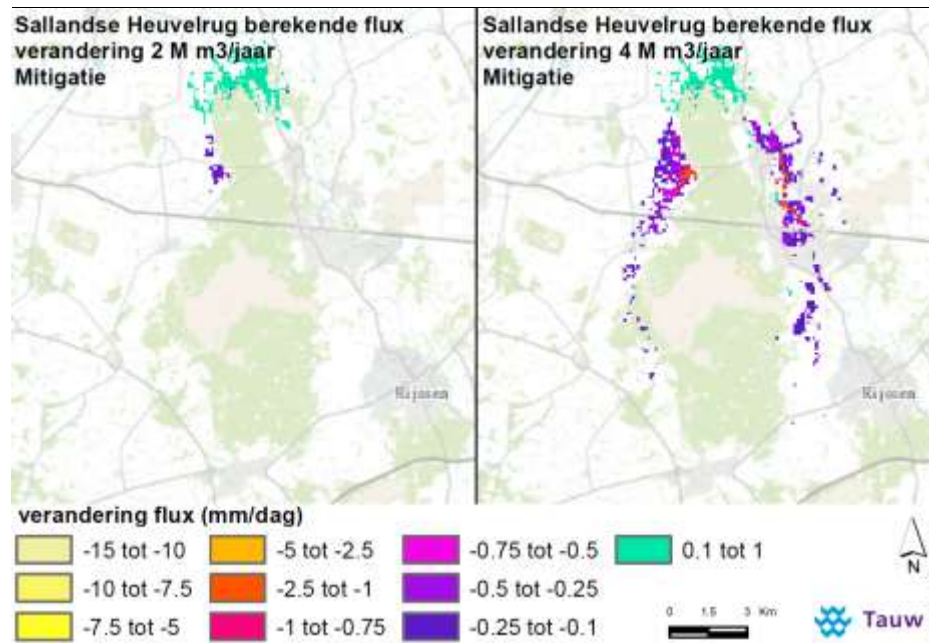 Sallandse Heuvelrug berekende flux
verandering 2 M m3/jaar
Mitigatie
Sallandse Heuvelrug berekende flux
verandering 4 M m3/jaar
Mitigatie
Rijssen
Rijssen
verandering flux (mm/dag)
-15 tot -10
-10 tot -7.5
-7.5 tot -5
-5 tot -2.5
-2.5 tot -1
-1 tot -0.75
-0.75 tot -0.5
-0.5 tot -0.25
-0.25 tot -0.1
0.1 tot 1
N
0 1.5 3 Km
Tauw